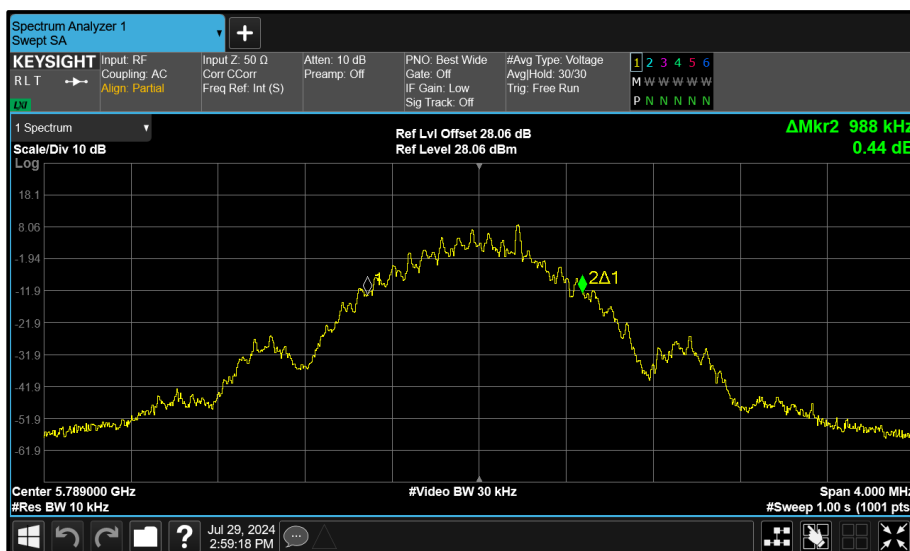 Spectrum Analyzer 1
Swept SA
KEYSIGHT
RLT
LXI
Input: RF
Coupling: AC
Align: Partial
Input Z: 50 Ω
Corr CCorr
Freq Ref: Int (S)
Atten: 10 dB
Preamp: Off
PNO: Best Wide
Gate: Off
IF Gain: Low
Sig Track: Off
#Avg Type: Voltage
Avg|Hold: 30/30
Trig: Free Run
1 2 3 4 5 6
M W W W W W
P N N N N N
1 Spectrum
Scale/Div 10 dB
Log
Ref Lvl Offset 28.06 dB
Ref Level 28.06 dBm
ΔMkr2 988 kHz
0.44 dB
18.1
8.06
-1.94
-11.9
-21.9
-31.9
-41.9
-51.9
-61.9
1
2Δ1
Center 5.789000 GHz
#Res BW 10 kHz
#Video BW 30 kHz
Span 4.000 MHz
#Sweep 1.00 s (1001 pts
?
Jul 29, 2024
2:59:18 PM